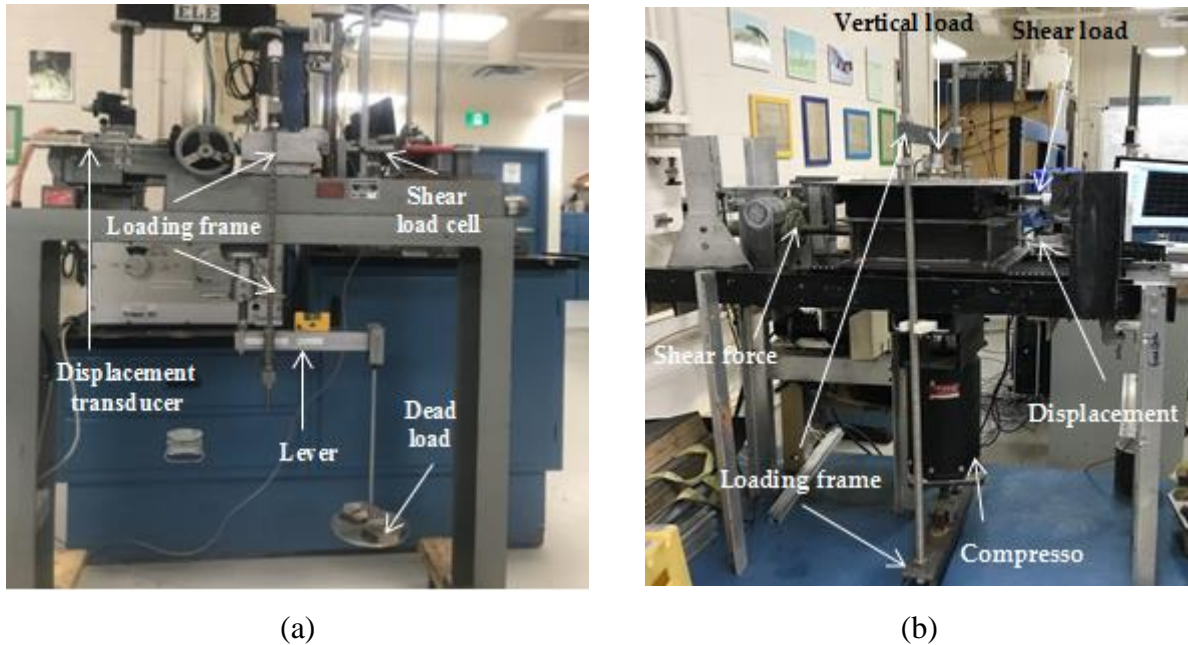 ELE
Loading frame
Shear
load cell
Displacement
transducer
Lever
Dead
load
(a)
Vertical load
Shear load
Shear force
Displacement
Loading frame
Compresso
(b)